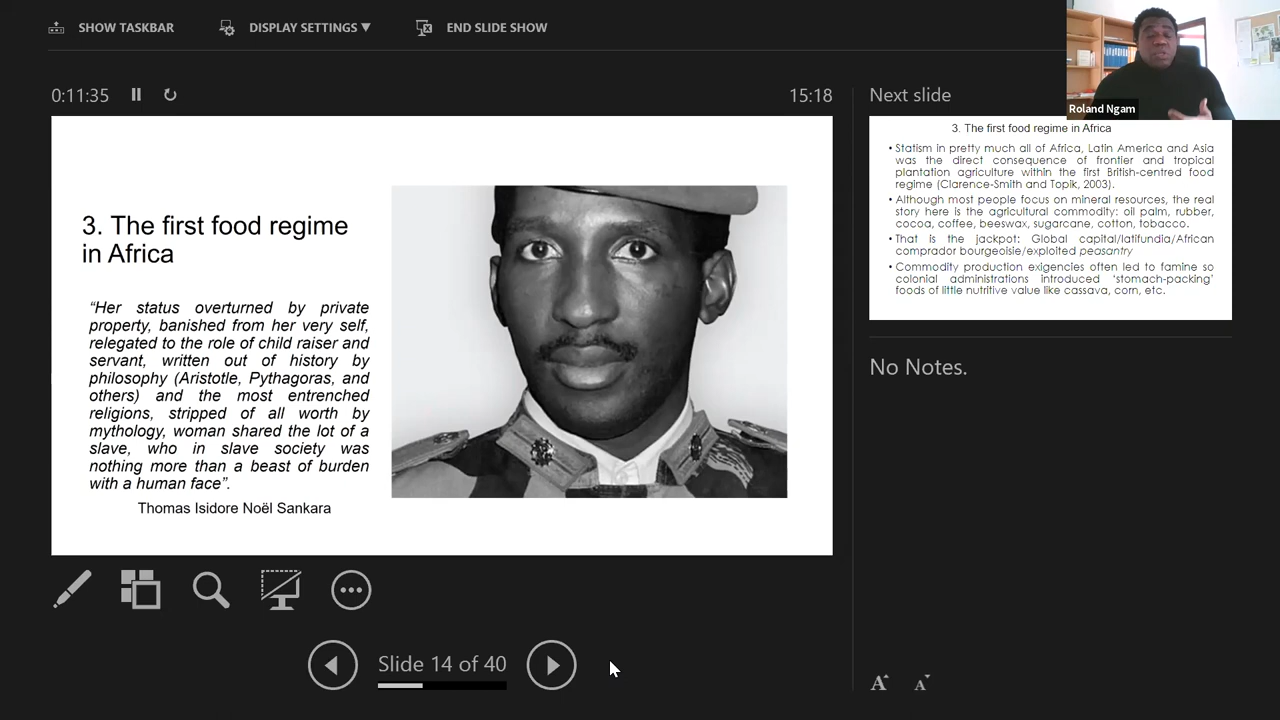 SHOW TASKBAR
DISPLAY SETTINGS ▼
END SLIDE SHOW
Roland Ngam
0:11:35
15:18
Next slide
3. The first food regime
in Africa
“Her status overturned by private
property, banished from her very self,
relegated to the role of child raiser and
servant, written out of history by
philosophy (Aristotle, Pythagoras, and
others) and the most entrenched
religions, stripped of all worth by
mythology, woman shared the lot of a
slave, who in slave society was
nothing more than a beast of burden
with a human face”.
Thomas Isidore Noël Sankara
3. The first food regime in Africa
• Statism in pretty much all of Africa, Latin America and Asia
was the direct consequence of frontier and tropical
plantation agriculture within the first British-centred food
regime (Clarence-Smith and Topik, 2003).
• Although most people focus on mineral resources, the real
story here is the agricultural commodity: oil palm, rubber,
cocoa, coffee, beeswax, sugarcane, cotton, tobacco.
• That is the jackpot: Global capital/latifundia/African
comprador bourgeoisie/exploited peasantry
• Commodity production exigencies often led to famine so
colonial administrations introduced ‘stomach-packing’
foods of little nutritive value like cassava, corn, etc.
No Notes.
Slide 14 of 40
A A